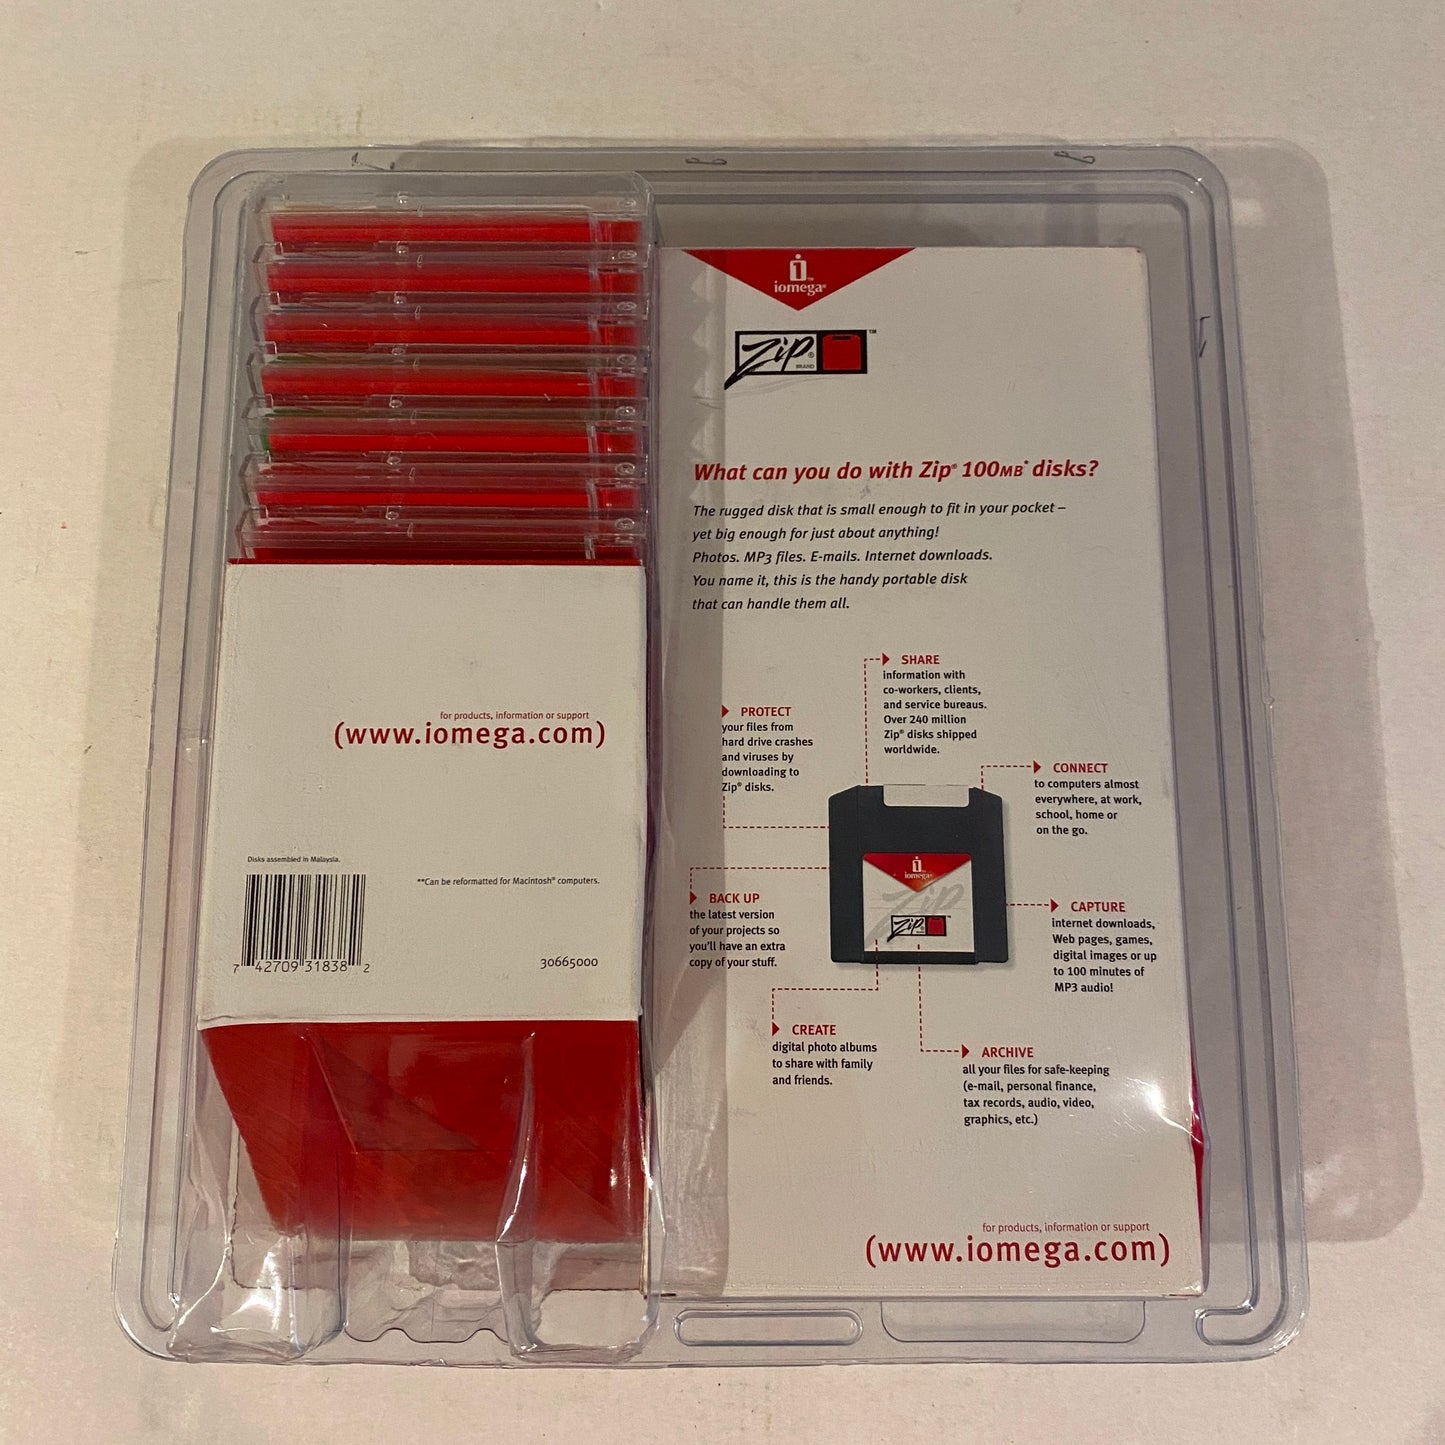 for products, information or support
(www.iomega.com)
Disks assembled in Malaysia.
**Can be reformatted for Macintosh® computers.
7 42709 31838 2
30665000
iomega®
Zip® BRAND ™
What can you do with Zip® 100MB* disks?
The rugged disk that is small enough to fit in your pocket –
yet big enough for just about anything!
Photos. MP3 files. E-mails. Internet downloads.
You name it, this is the handy portable disk
that can handle them all.
SHARE
information with
co-workers, clients,
and service bureaus.
Over 240 million
Zip® disks shipped
worldwide.
PROTECT
your files from
hard drive crashes
and viruses by
downloading to
Zip® disks.
CONNECT
to computers almost
everywhere, at work,
school, home or
on the go.
BACK UP
the latest version
of your projects so
you'll have an extra
copy of your stuff.
iomega®
Zip
Zip ™
CAPTURE
internet downloads,
Web pages, games,
digital images or up
to 100 minutes of
MP3 audio!
CREATE
digital photo albums
to share with family
and friends.
ARCHIVE
all your files for safe-keeping
(e-mail, personal finance,
tax records, audio, video,
graphics, etc.)
for products, information or support
(www.iomega.com)